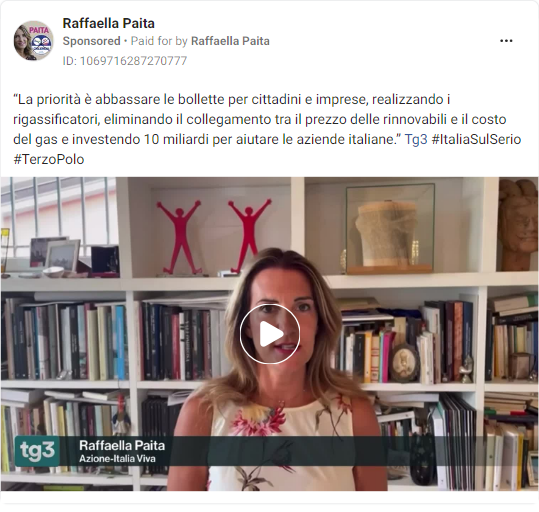 Raffaella Paita
Sponsored • Paid for by Raffaella Paita
ID: 1069716287270777
“La priorità è abbassare le bollette per cittadini e imprese, realizzando i
rigassificatori, eliminando il collegamento tra il prezzo delle rinnovabili e il costo
del gas e investendo 10 miliardi per aiutare le aziende italiane.” Tg3 #ItaliaSulSerio
#TerzoPolo
PAITA
tg3
Raffaella Paita
Azione-Italia Viva